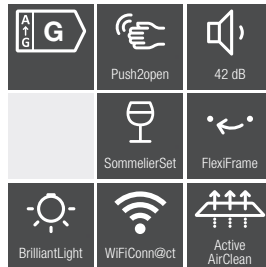 A
↑
G
G
Push2open
42 dB
SommelierSet
FlexiFrame
BrilliantLight
WiFiConn@ct
Active
AirClean